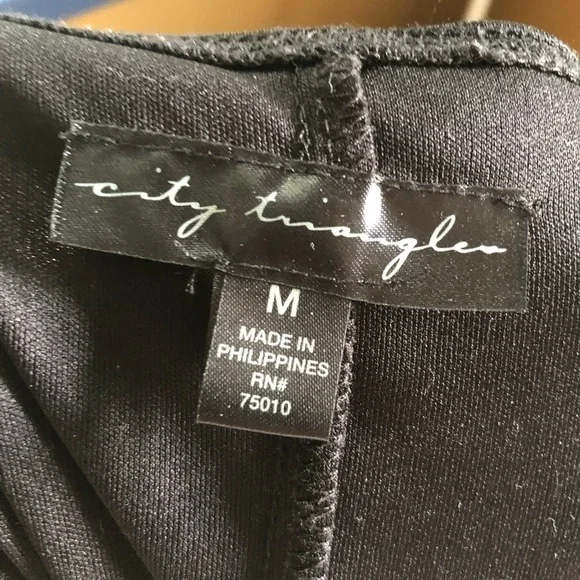 city triangles
M
MADE IN
PHILIPPINES
RN#
75010